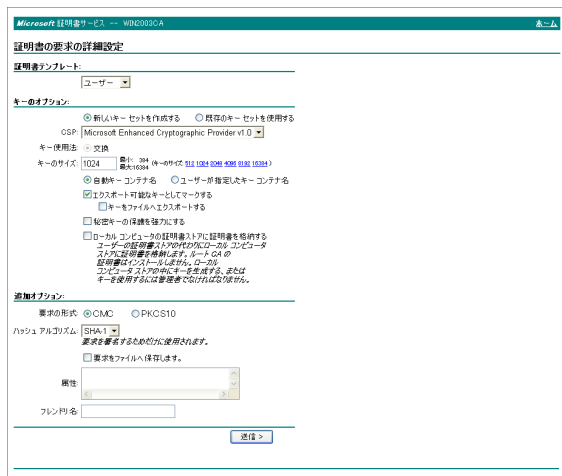 Microsoft 証明書サービス -- WIN2003CA ホーム
証明書の要求の詳細設定
証明書テンプレート:
ユーザー
キーのオプション:
新しいキー セットを作成する 既存のキー セットを使用する
CSP: Microsoft Enhanced Cryptographic Provider v1.0
キー使用法: 交換
キーのサイズ: 1024 最小: 384 最大:16384 (キーのサイズ: 512 1024 2048 4096 8192 16384 )
自動キー コンテナ名 ユーザーが指定したキー コンテナ名
エクスポート可能なキーとしてマークする
キーをファイルへエクスポートする
秘密キーの保護を強力にする
ローカル コンピュータの証明書ストアに証明書を格納する
ユーザーの証明書ストアの代わりにローカル コンピュータ
ストアに証明書を格納します。ルート CA の
証明書はインストールしません。ローカル
コンピュータ ストアの中にキーを生成する、または
キーを使用するには管理者でなければなりません。
追加オプション:
要求の形式: CMC PKCS10
ハッシュ アルゴリズム: SHA-1
要求を署名するためだけに使用されます。
要求をファイルへ保存します。
属性:
フレンドリ名:
送信 >